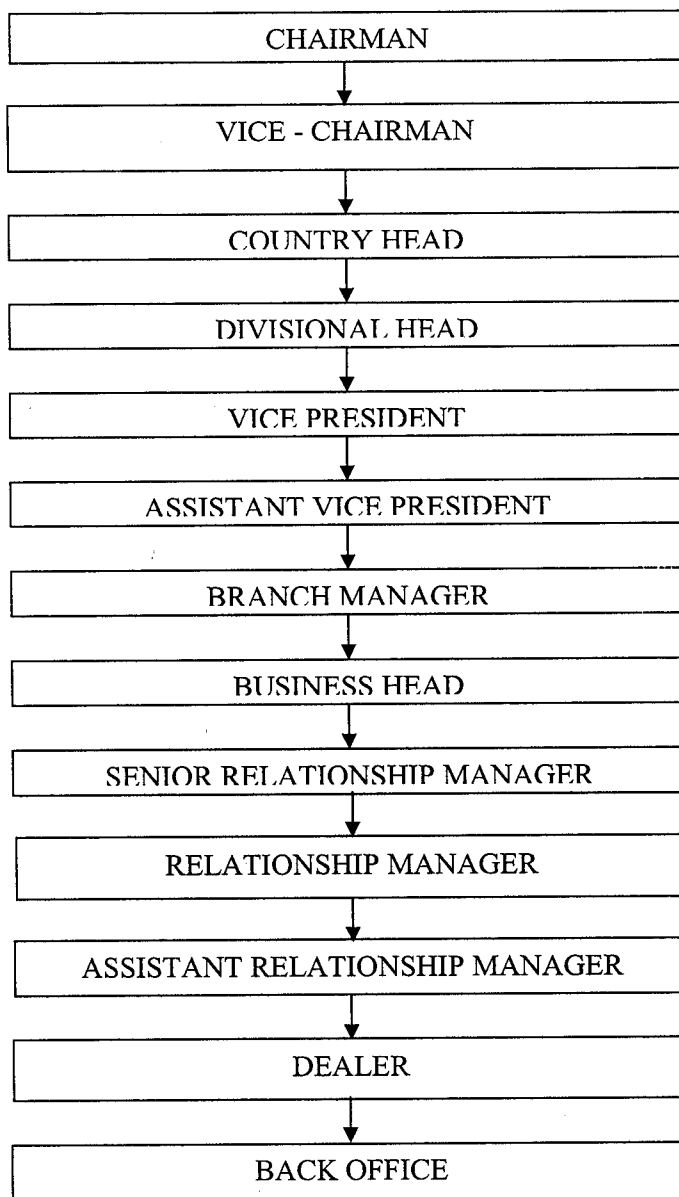 CHAIRMAN
VICE - CHAIRMAN
COUNTRY HEAD
DIVISIONAL HEAD
VICE PRESIDENT
ASSISTANT VICE PRESIDENT
BRANCH MANAGER
BUSINESS HEAD
SENIOR RELATIONSHIP MANAGER
RELATIONSHIP MANAGER
ASSISTANT RELATIONSHIP MANAGER
DEALER
BACK OFFICE